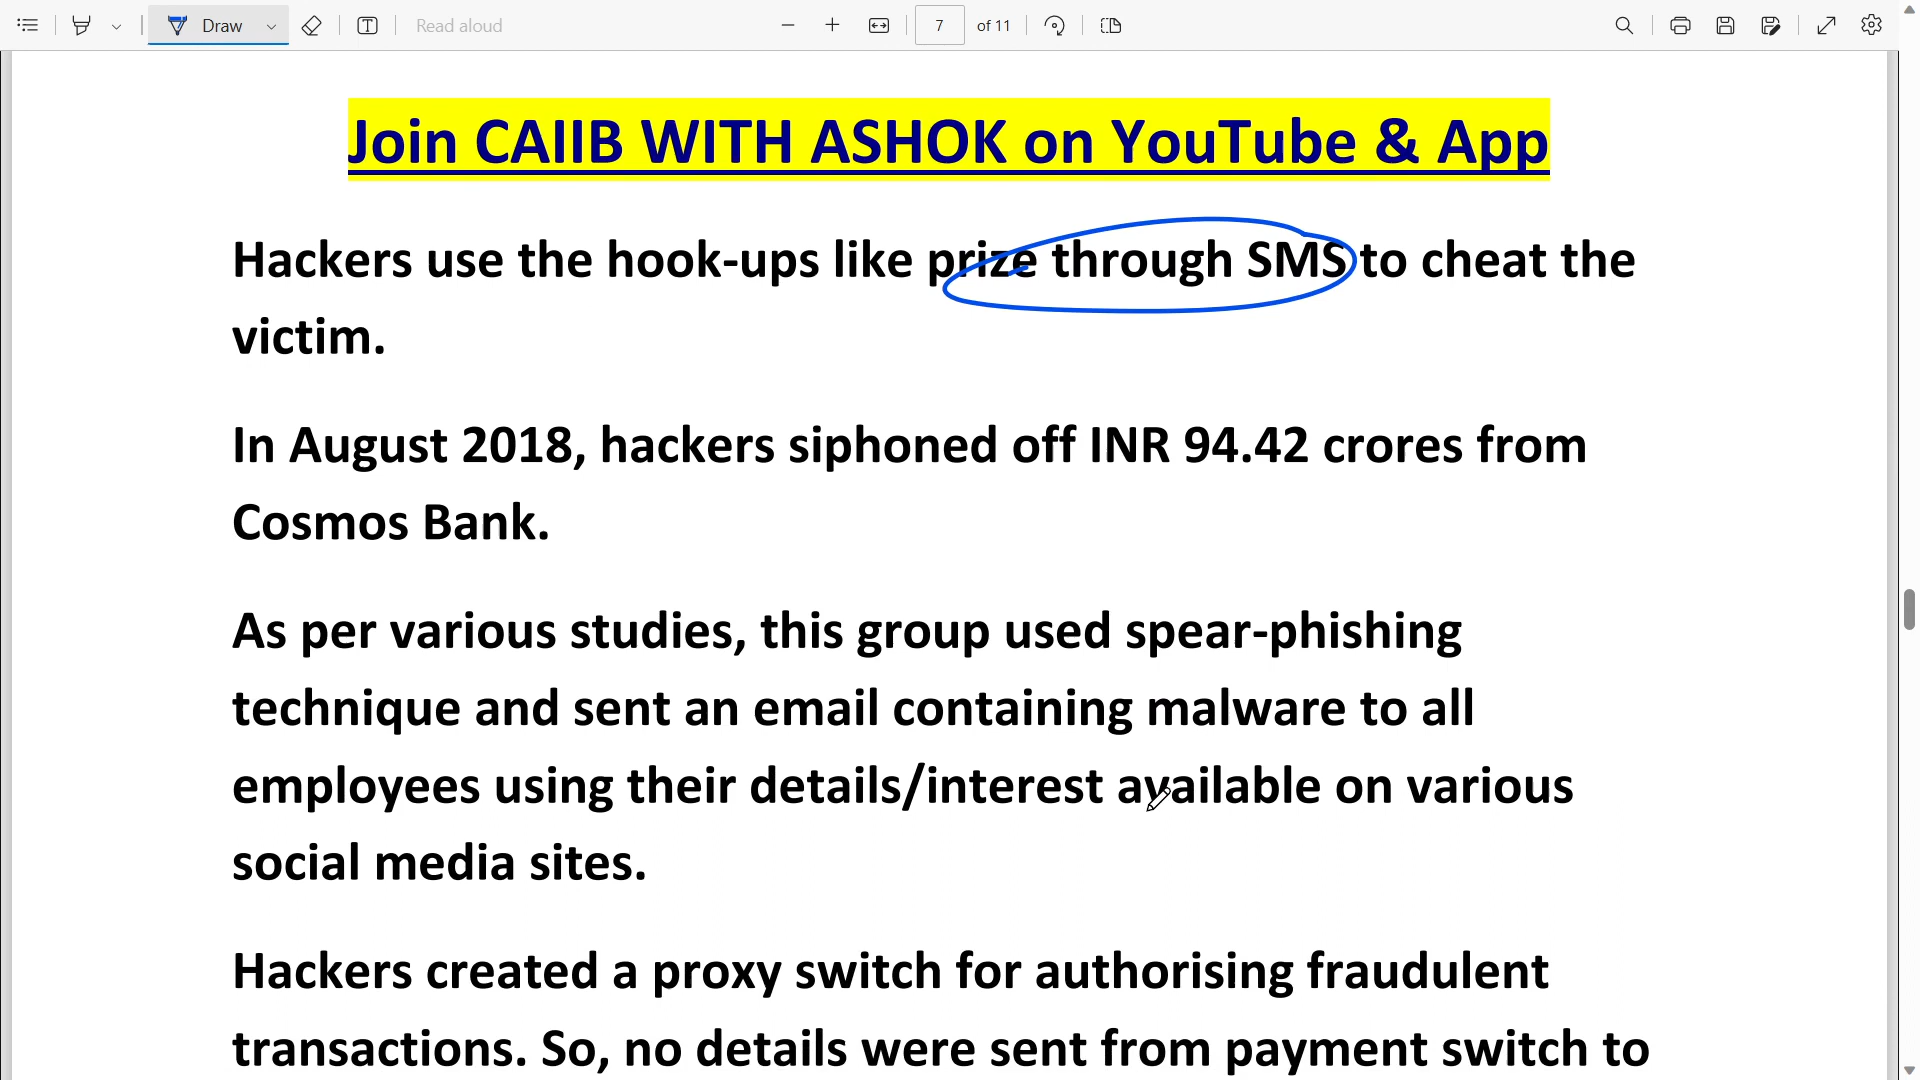 Draw
Read aloud
7
of 11
Join CAIIB WITH ASHOK on YouTube & App
Hackers use the hook-ups like prize through SMS to cheat the
victim.
In August 2018, hackers siphoned off INR 94.42 crores from
Cosmos Bank.
As per various studies, this group used spear-phishing
technique and sent an email containing malware to all
employees using their details/interest available on various
social media sites.
Hackers created a proxy switch for authorising fraudulent
transactions. So, no details were sent from payment switch to